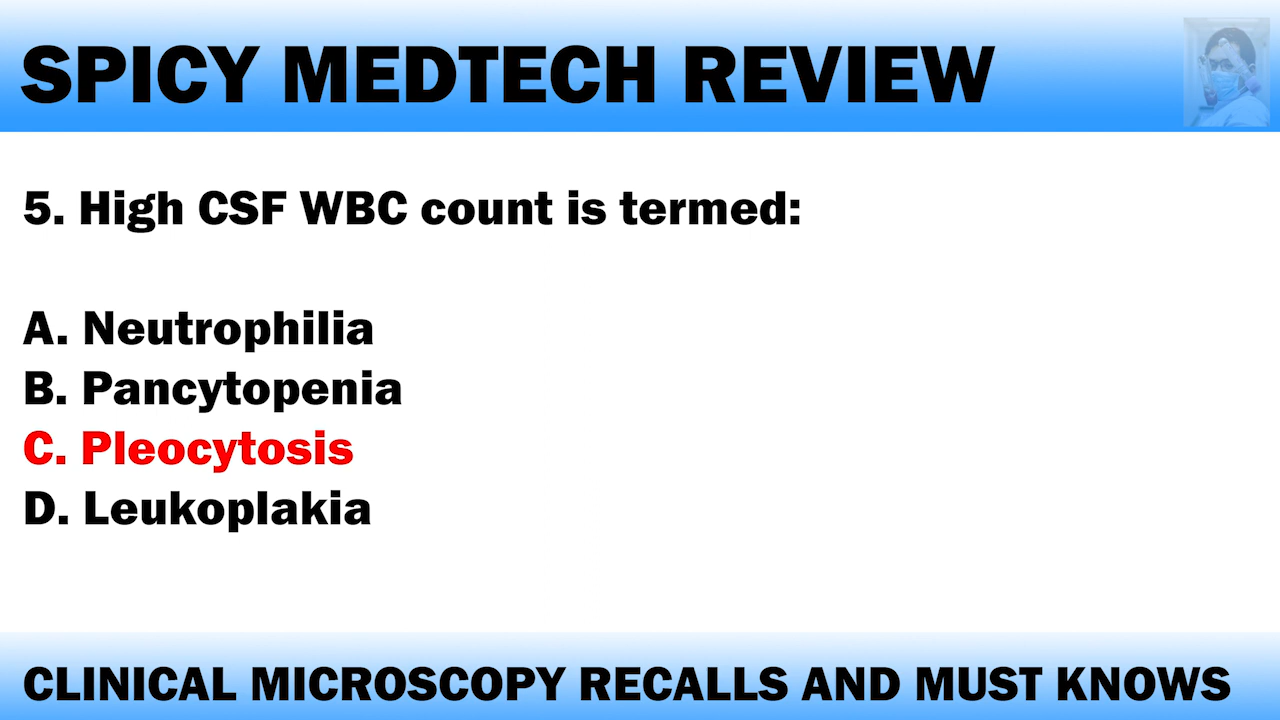 SPICY MEDTECH REVIEW
5. High CSF WBC count is termed:
A. Neutrophilia
B. Pancytopenia
C. Pleocytosis
D. Leukoplakia
CLINICAL MICROSCOPY RECALLS AND MUST KNOWS